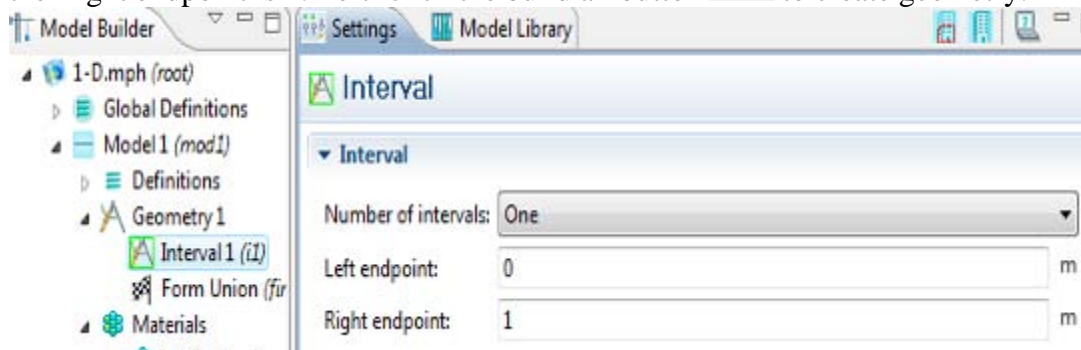 Model Builder
Settings
Model Library
1-D.mph (root)
Global Definitions
Model 1 (mod1)
Definitions
Geometry 1
Interval 1 (i1)
Form Union (fin
Materials
Interval
Interval
Number of intervals: One
Left endpoint: 0 m
Right endpoint: 1 m